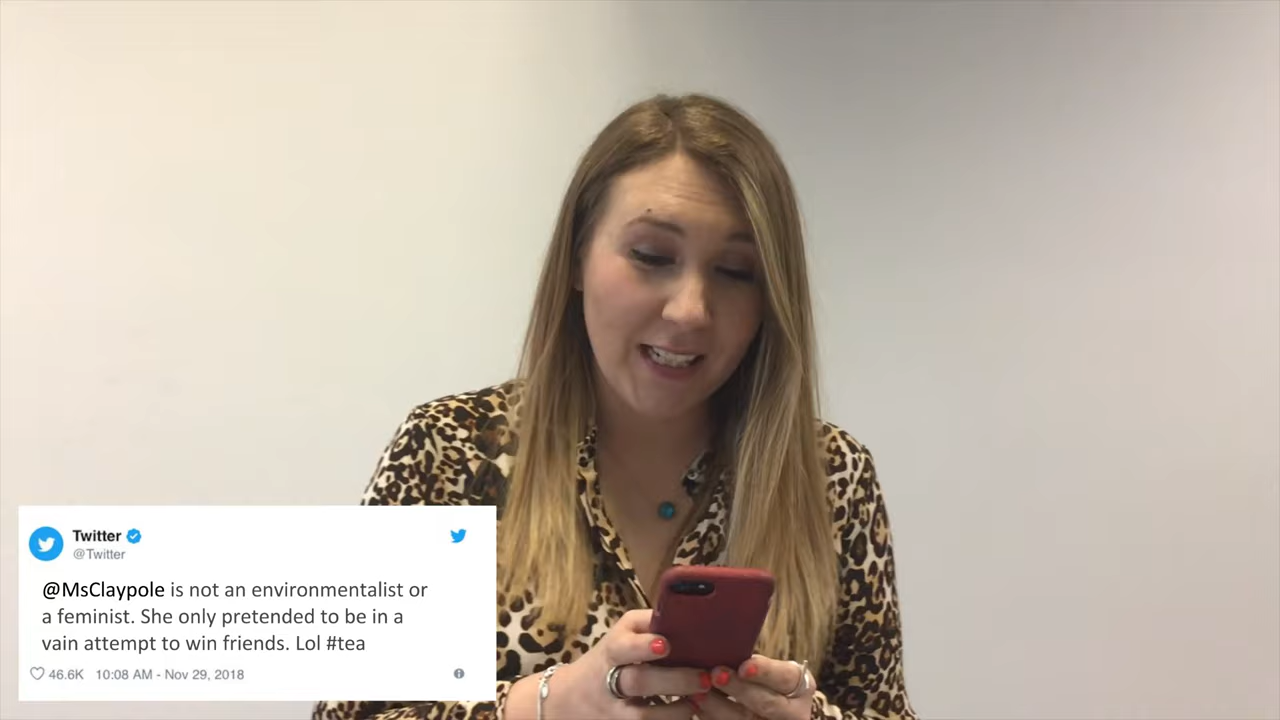 Twitter
@Twitter
@MsClaypole is not an environmentalist or
a feminist. She only pretended to be in a
vain attempt to win friends. Lol #tea
46.6K 10:08 AM - Nov 29, 2018